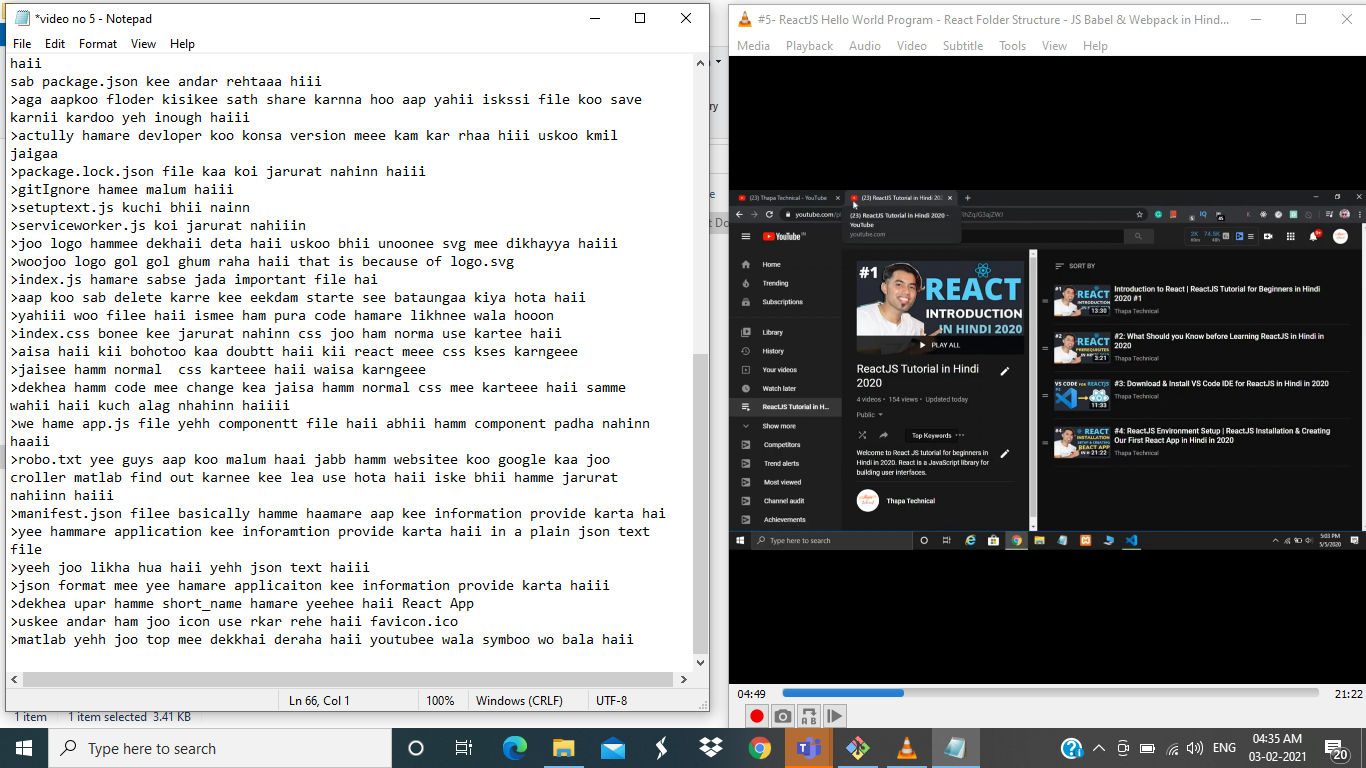 *video no 5 - Notepad
File Edit Format View Help
haii
sab package.json kee andar rehtaaa hiii
>aga aapkoo floder kisikee sath share karnna hoo aap yahii iskssi file koo save
karnii kardoo yeh inough haiii
>actully hamare devloper koo konsa version meee kam kar rhaa hiii uskoo kmil
jaigaa
>package.lock.json file kaa koi jarurat nahinn haiii
>gitIgnore hamee malum haiii
>setuptext.js kuchi bhii nainn
>serviceworker.js koi jarurat nahiiin
>joo logo hammee dekhaii deta haii uskoo bhii unoonee svg mee dikhayya haiii
>woojoo logo gol gol ghum raha haii that is because of logo.svg
>index.js hamare sabse jada important file hai
>aap koo sab delete karre kee eekdam starte see bataungaa kiya hota haii
>yahiii woo filee haii ismee ham pura code hamare likhnee wala hooon
>index.css bonee kee jarurat nahinn css joo ham norma use kartee haii
>aisa haii kii bohotoo kaa doubtt haii kii react meee css kses karngeee
>jaisee hamm normal  css karteee haii waisa karngeee
>dekhea hamm code mee change kea jaisa hamm normal css mee karteee haii samme
wahii haii kuch alag nhahinn haiiii
>we hame app.js file yehh componentt file haii abhii hamm component padha nahinn
haaii
>robo.txt yee guys aap koo malum haai jabb hamm websitee koo google kaa joo
croller matlab find out karnee kee lea use hota haii iske bhii hamme jarurat
nahiinn haiii
>manifest.json filee basically hamme haamare aap kee information provide karta hai
>yee hammare application kee inforamtion provide karta haii in a plain json text
file
>yeeh joo likha hua haii yehh json text haiii
>json format mee yee hamare applicaiton kee information provide karta haiii
>dekhea upar hamme short_name hamare yeehee haii React App
>uskee andar ham joo icon use rkar rehe haii favicon.ico
>matlab yehh joo top mee dekkhai deraha haii youtubee wala symboo wo bala haii
Ln 66, Col 1 100% Windows (CRLF) UTF-8
1 item 1 item selected 3.41 KB
#5- ReactJS Hello World Program - React Folder Structure - JS Babel & Webpack in Hind...
Media Playback Audio Video Subtitle Tools View Help
(23) Thapa Technical - YouTube
(23) ReactJS Tutorial in Hindi 202
youtube.com/p
(23) ReactJS Tutorial in Hindi 2020 -
YouTube
youtube.com
YouTube IN
Home
Trending
Subscriptions
Library
History
Your videos
Watch later
ReactJS Tutorial in H...
Show more
Competitors
Trend alerts
Most viewed
Channel audit
Achievements
#1
REACT
INTRODUCTION
IN HINDI 2020
PLAY ALL
ReactJS Tutorial in Hindi
2020
4 videos • 154 views • Updated today
Public
Top Keywords
Welcome to React JS tutorial for beginners in
Hindi in 2020. React is a JavaScript library for
building user interfaces.
Thapa Technical
SORT BY
Introduction to React | ReactJS Tutorial for Beginners in Hindi
2020 #1
Thapa Technical
13:30
#2: What Should you Know before Learning ReactJS in Hindi in
2020
Thapa Technical
3:21
#3: Download & Install VS Code IDE for ReactJS in Hindi in 2020
Thapa Technical
11:33
#4: ReactJS Environment Setup | ReactJS Installation & Creating
Our First React App in Hindi in 2020
Thapa Technical
21:22
Type here to search
5:03 PM
5/5/2020
04:49 21:22
Type here to search
ENG
04:35 AM
03-02-2021
20